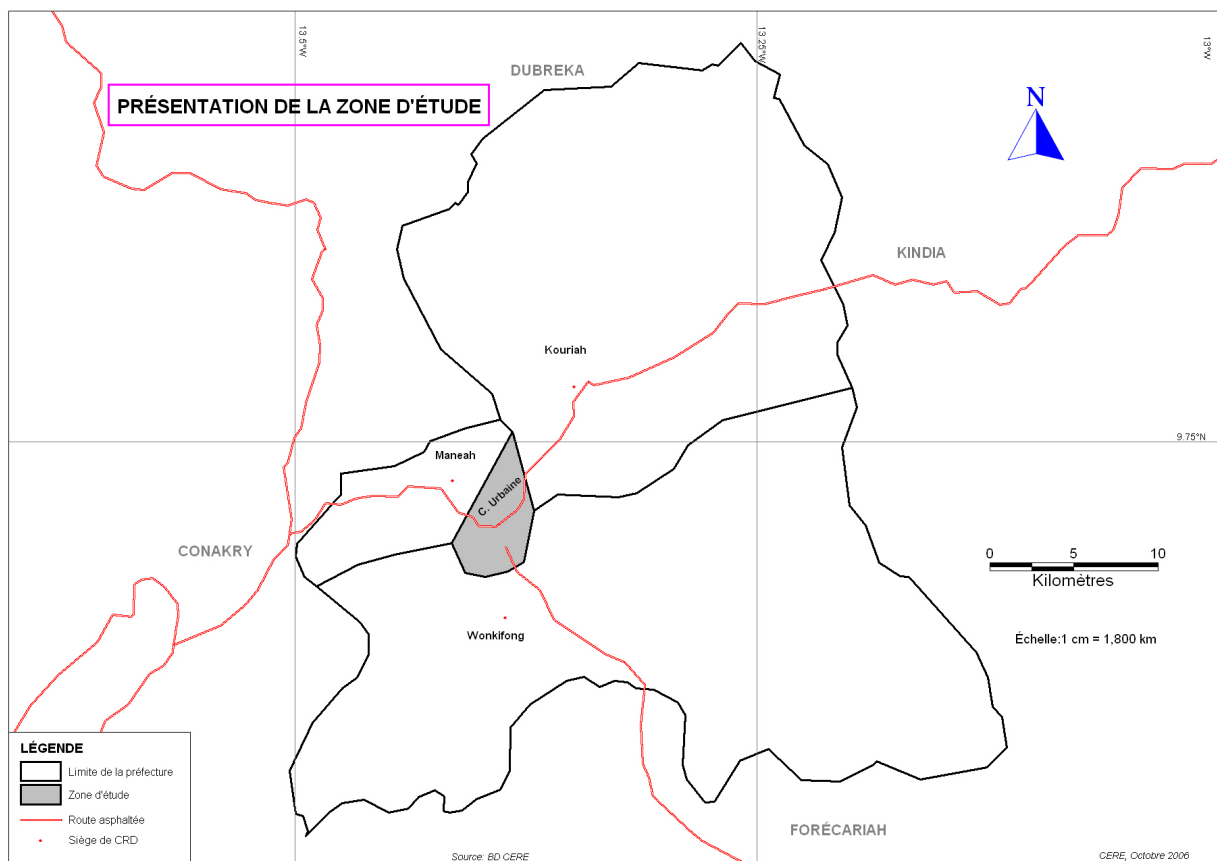 13.5°W
13.25°W
13°W
DUBREKA
PRÉSENTATION DE LA ZONE D'ÉTUDE
N
KINDIA
Kouriah
9.75°N
Maneah
C. Urbaine
CONAKRY
0 5 10
Kilomètres
Wonkifong
Échelle:1 cm = 1,800 km
LÉGENDE
Limite de la préfecture
Zone d'étude
Route asphaltée
Siège de CRD
FORÉCARIAH
Source: BD CERE
CERE, Octobre 2006